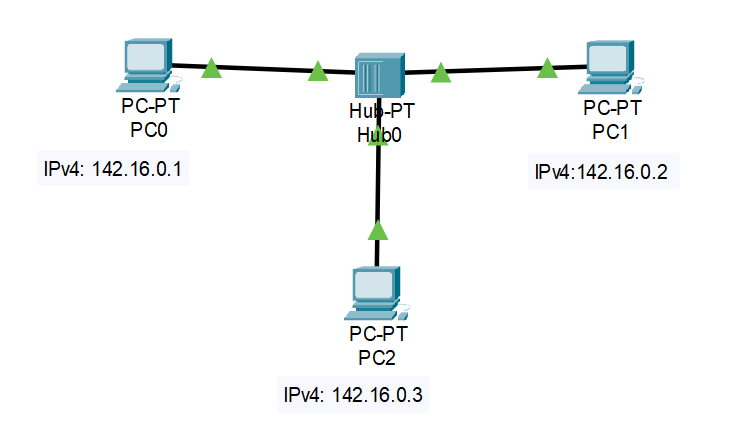 PC-PT
PC0
IPv4: 142.16.0.1
Hub-PT
Hub0
PC-PT
PC1
IPv4:142.16.0.2
PC-PT
PC2
IPv4: 142.16.0.3